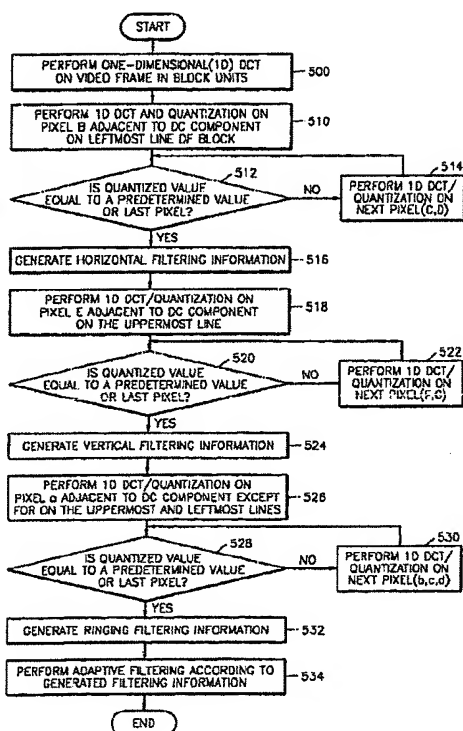 START
PERFORM ONE-DIMENSIONAL(1D) DCT
ON VIDEO FRAME IN BLOCK UNITS
500
PERFORM 1D DCT AND QUANTIZATION ON
PIXEL B ADJACENT TO DC COMPONENT
ON LEFTMOST LINE OF BLOCK
510
512
IS QUANTIZED VALUE
EQUAL TO A PREDETERMINED VALUE
OR LAST PIXEL?
NO
514
PERFORM 1D DCT/
QUANTIZATION ON
NEXT PIXEL(C,D)
YES
GENERATE HORIZONTAL FILTERING INFORMATION
516
PERFORM 1D DCT/QUANTIZATION ON
PIXEL E ADJACENT TO DC COMPONENT
ON THE UPPERMOST LINE
518
520
IS QUANTIZED VALUE
EQUAL TO A PREDETERMINED VALUE
OR LAST PIXEL?
NO
522
PERFORM 1D DCT/
QUANTIZATION ON
NEXT PIXEL(F,G)
YES
GENERATE VERTICAL FILTERING INFORMATION
524
PERFORM 1D DCT/QUANTIZATION ON
PIXEL a ADJACENT TO DC COMPONENT EXCEPT
FOR ON THE UPPERMOST AND LEFTMOST LINES
526
528
IS QUANTIZED VALUE
EQUAL TO A PREDETERMINED VALUE
OR LAST PIXEL?
NO
530
PERFORM 1D DCT/
QUANTIZATION ON
NEXT PIXEL(b,c,d)
YES
GENERATE RINGING FILTERING INFORMATION
532
PERFORM ADAPTIVE FILTERING ACCORDING TO
GENERATED FILTERING INFORMATION
534
END